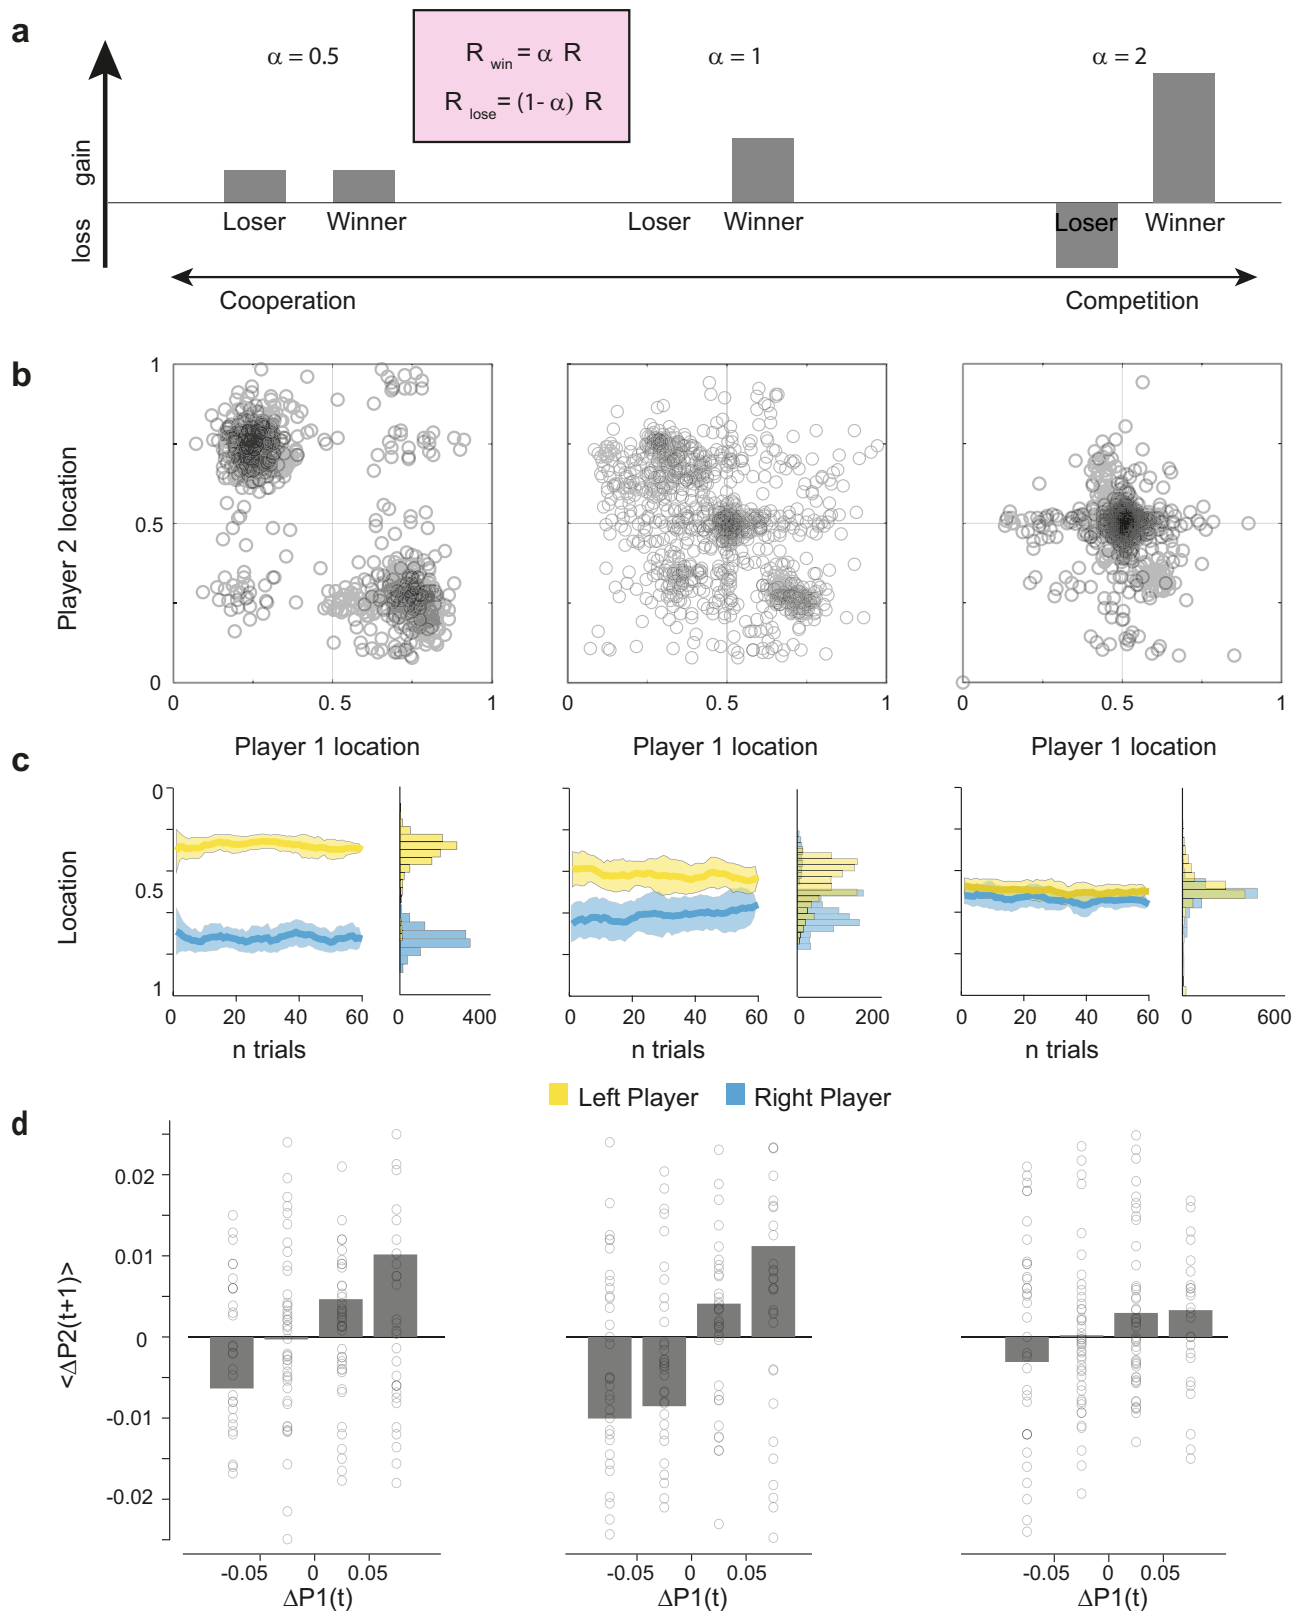 a
α = 0.5
R win = α R
R lose = (1- α) R
α = 1
α = 2
gain
loss
Loser
Winner
Loser
Winner
Loser
Winner
Cooperation
Competition
b
Player 2 location
1
0.5
0
0
0. 5
1
0
0. 5
1
0
0. 5
1
Player 1 location
Player 1 location
Player 1 location
c
Location
0
0.5
1
0
20
40
60
0
400
0
20
40
60
0
200
0
20
40
60
0
600
n trials
n trials
n trials
Left Player
Right Player
d
<ΔP2(t+1)>
0.02
0.01
0
-0.01
-0.02
-0.05
0
0.05
-0.05
0
0.05
-0.05
0
0.05
ΔP1(t)
ΔP1(t)
ΔP1(t)